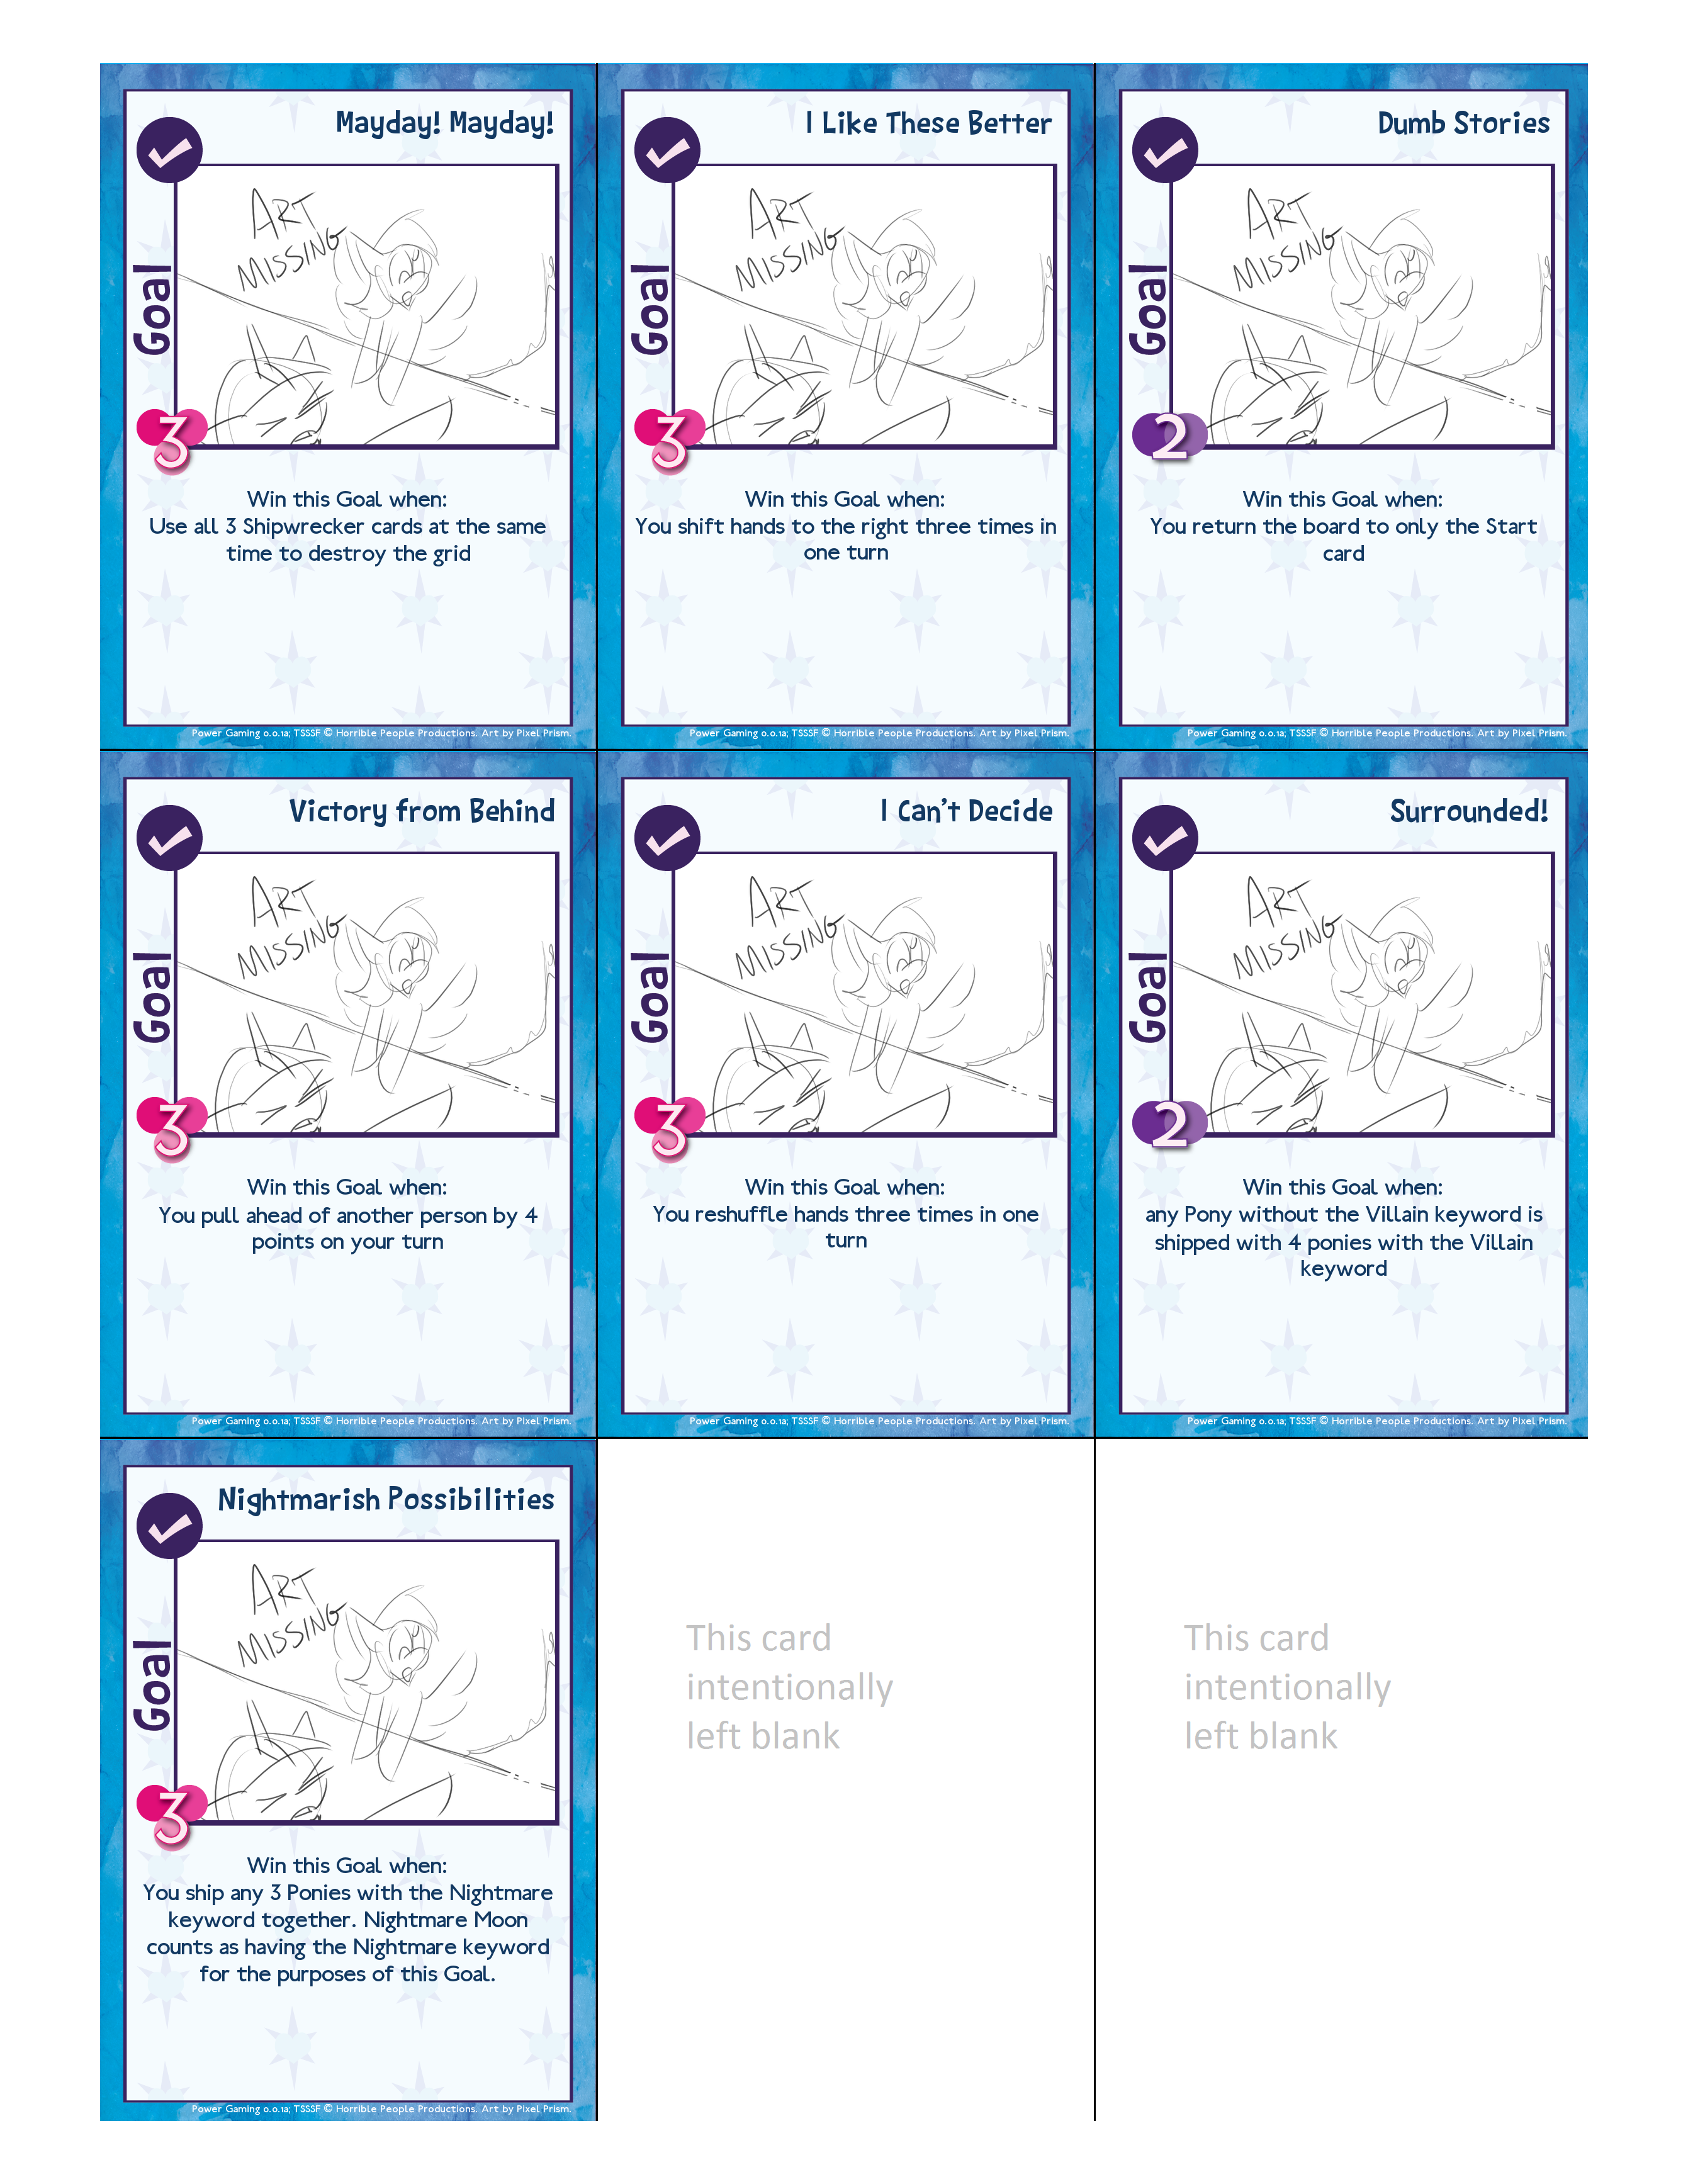 Mayday! Mayday!
ART
MISSING
Goal
3
Win this Goal when:
Use all 3 Shipwrecker cards at the same
time to destroy the grid
Power Gaming 0.0.1a; TSSSF © Horrible People Productions. Art by Pixel Prism.
I Like These Better
ART
MISSING
Goal
3
Win this Goal when:
You shift hands to the right three times in
one turn
Power Gaming 0.0.1a; TSSSF © Horrible People Productions. Art by Pixel Prism.
Dumb Stories
ART
MISSING
Goal
2
Win this Goal when:
You return the board to only the Start
card
Power Gaming 0.0.1a; TSSSF © Horrible People Productions. Art by Pixel Prism.
Victory from Behind
ART
MISSING
Goal
3
Win this Goal when:
You pull ahead of another person by 4
points on your turn
Power Gaming 0.0.1a; TSSSF © Horrible People Productions. Art by Pixel Prism.
I Can't Decide
ART
MISSING
Goal
3
Win this Goal when:
You reshuffle hands three times in one
turn
Power Gaming 0.0.1a; TSSSF © Horrible People Productions. Art by Pixel Prism.
Surrounded!
ART
MISSING
Goal
2
Win this Goal when:
any Pony without the Villain keyword is
shipped with 4 ponies with the Villain
keyword
Power Gaming 0.0.1a; TSSSF © Horrible People Productions. Art by Pixel Prism.
Nightmarish Possibilities
ART
MISSING
Goal
3
Win this Goal when:
You ship any 3 Ponies with the Nightmare
keyword together. Nightmare Moon
counts as having the Nightmare keyword
for the purposes of this Goal.
Power Gaming 0.0.1a; TSSSF © Horrible People Productions. Art by Pixel Prism.
This card
intentionally
left blank
This card
intentionally
left blank